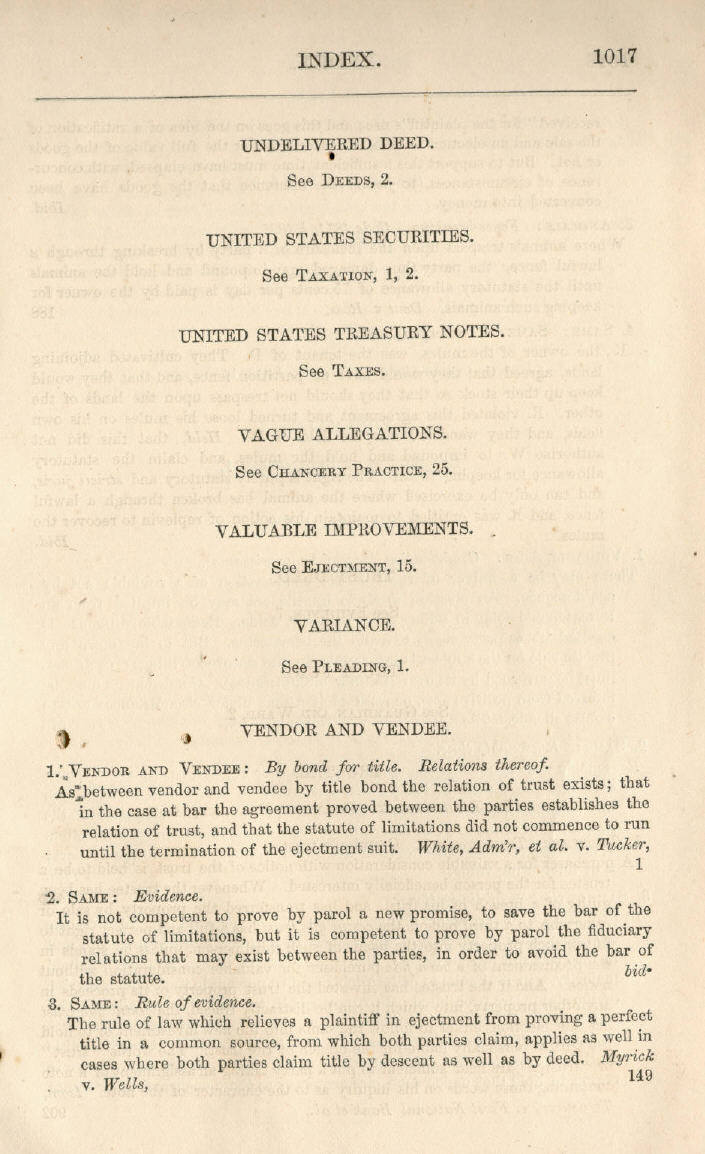 INDEX. 1017
UNDELIVERED DEED.
See DEEDS, 2.
UNITED STATES SECURITIES.
See TAXATION, 1, 2.
UNITED STATES TREASURY NOTES.
See TAXES.
VAGUE ALLEGATIONS.
See CHANCERY PRACTICE, 25.
VALUABLE IMPROVEMENTS.
See EJECTMENT, 15.
VARIANCE.
See PLEADING, 1.
VENDOR AND VENDEE.
1. VENDOR AND VENDEE: By bond for title. Relations thereof.
As between vendor and vendee by title bond the relation of trust exists; that
in the case at bar the agreement proved between the parties establishes the
relation of trust, and that the statute of limitations did not commence to run
until the termination of the ejectment suit. White, Adm'r, et al. v. Tucker,
1
2. SAME: Evidence.
It is not competent to prove by parol a new promise, to save the bar of the
statute of limitations, but it is competent to prove by parol the fiduciary
relations that may exist between the parties, in order to avoid the bar of
the statute. bid.
3. SAME: Rule of evidence.
The rule of law which relieves a plaintiff in ejectment from proving a perfect
title in a common source, from which both parties claim, applies as well in
cases where both parties claim title by descent as well as by deed. Myrick
v. Wells, 149